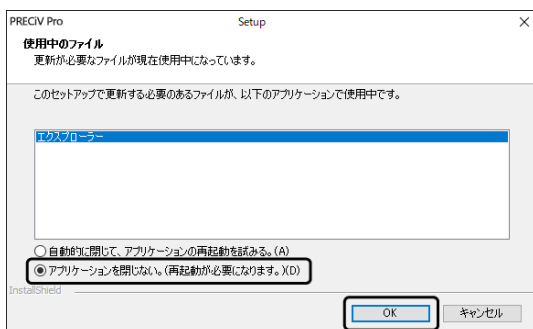 PRECiV Pro Setup
使用中のファイル
更新が必要なファイルが現在使用中になっています。
このセットアップで更新する必要のあるファイルが、以下のアプリケーションで使用中です。
エクスプローラー
自動的に閉じて、アプリケーションの再起動を試みる。(A)
アプリケーションを閉じない。(再起動が必要になります。)(D)
InstallShield
OK キャンセル